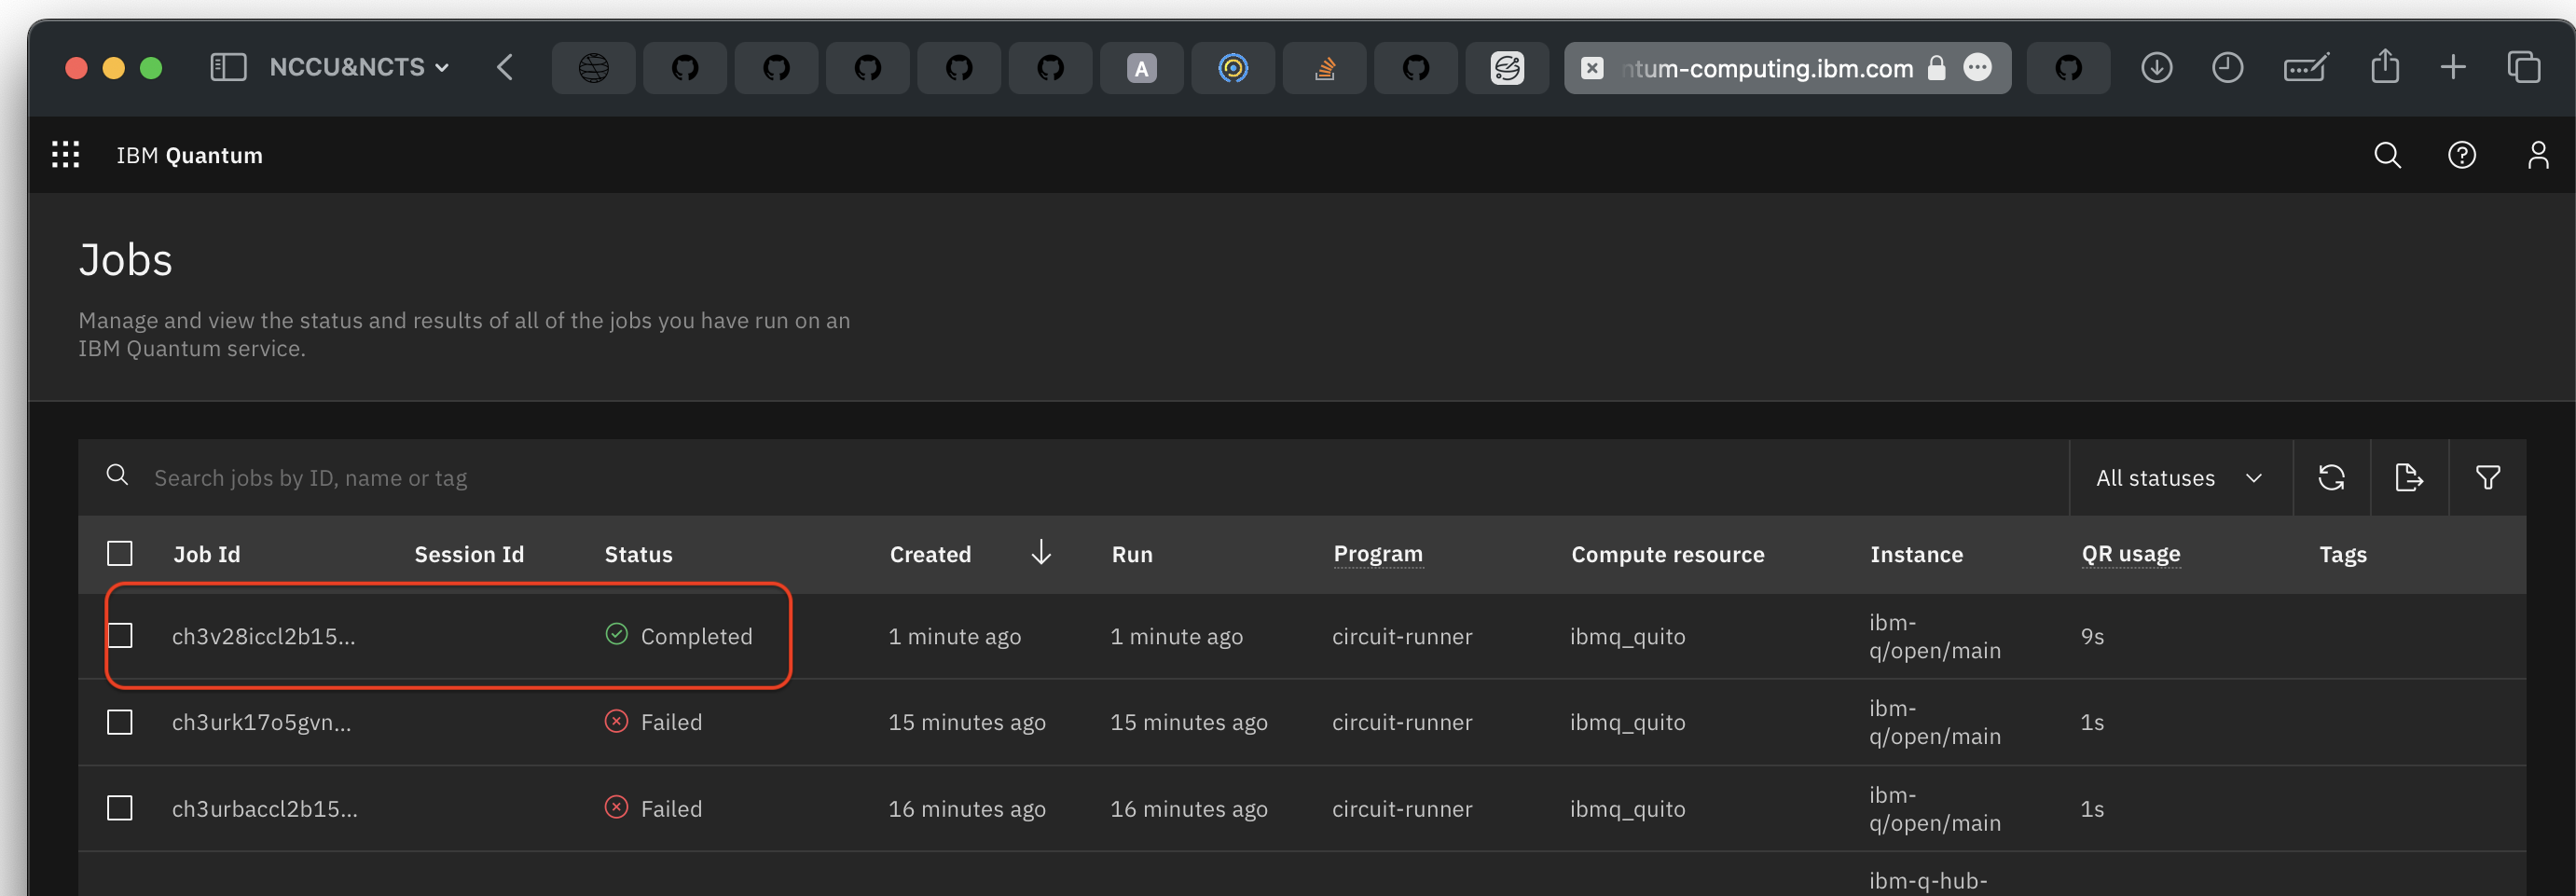 NCCU&NCTS
A
ntum-computing.ibm.com
IBM Quantum
Jobs
Manage and view the status and results of all of the jobs you have run on an
IBM Quantum service.
Search jobs by ID, name or tag
All statuses
Job Id Session Id Status Created Run Program Compute resource Instance QR usage Tags
ch3v28iccl2b15... Completed 1 minute ago 1 minute ago circuit-runner ibmq_quito ibm-
q/open/main 9s
ch3urk17o5gvn... Failed 15 minutes ago 15 minutes ago circuit-runner ibmq_quito ibm-
q/open/main 1s
ch3urbaccl2b15... Failed 16 minutes ago 16 minutes ago circuit-runner ibmq_quito ibm-
q/open/main 1s
ibm-q-hub-